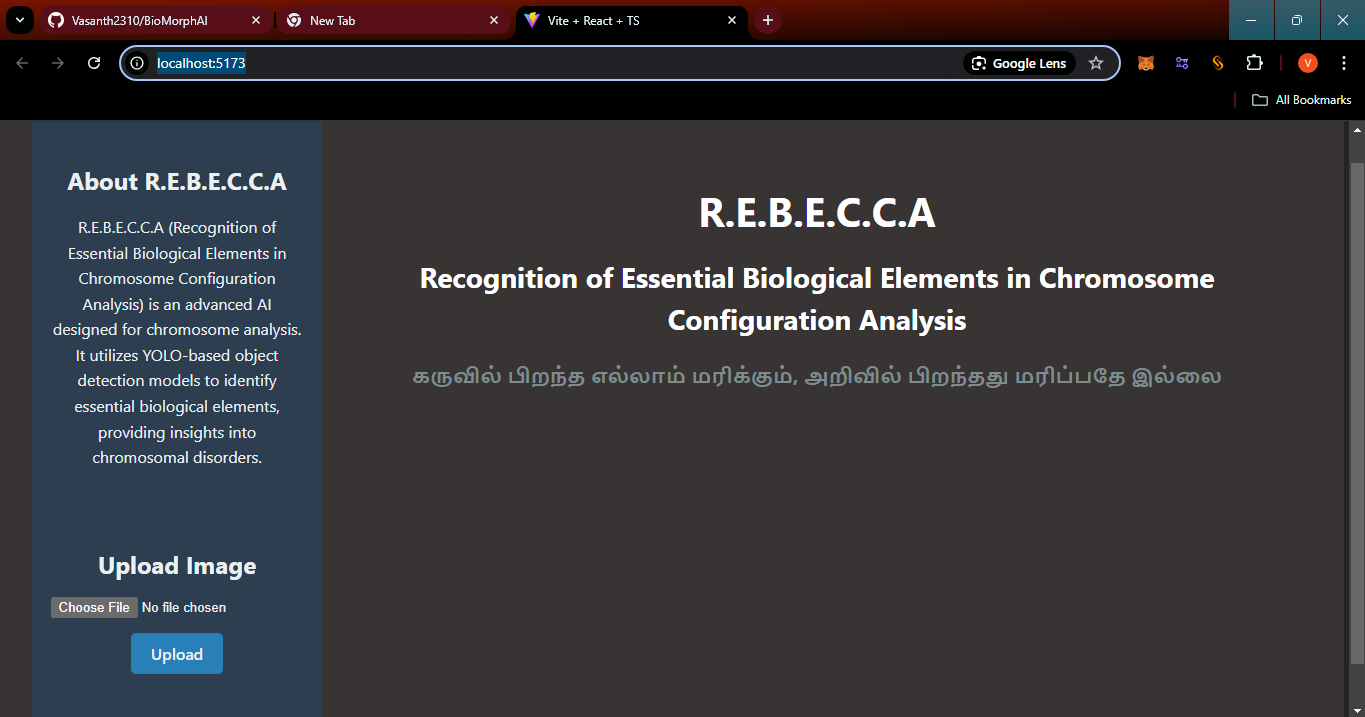 Vasanth2310/BioMorphAI
New Tab
Vite + React + TS
localhost:5173
Google Lens
V
All Bookmarks
About R.E.B.E.C.C.A
R.E.B.E.C.C.A (Recognition of
Essential Biological Elements in
Chromosome Configuration
Analysis) is an advanced AI
designed for chromosome analysis.
It utilizes YOLO-based object
detection models to identify
essential biological elements,
providing insights into
chromosomal disorders.
Upload Image
Choose File No file chosen
Upload
R.E.B.E.C.C.A
Recognition of Essential Biological Elements in Chromosome
Configuration Analysis
கருவில் பிறந்த எல்லாம் மரிக்கும், அறிவில் பிறந்தது மரிப்பதே இல்லை